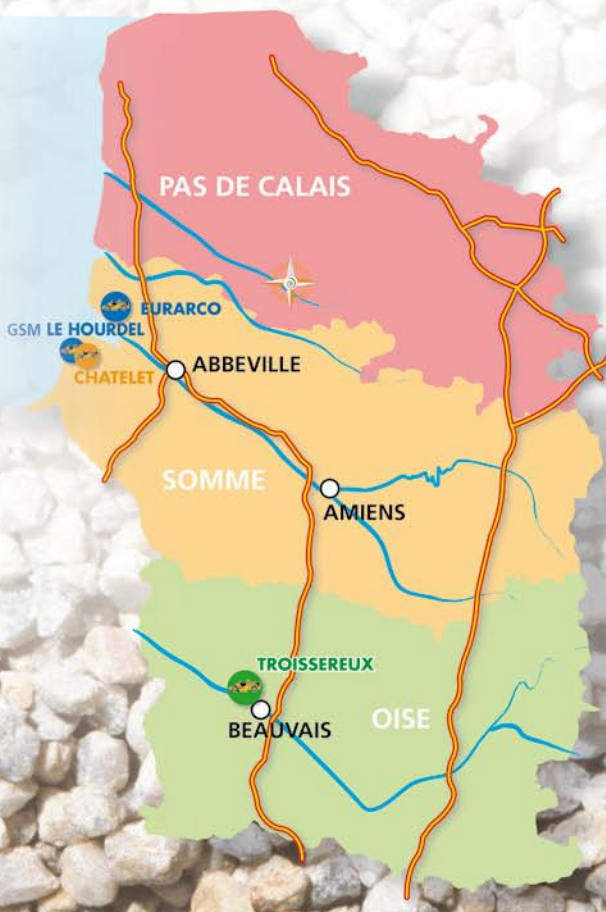 PAS DE CALAIS
EURARCO
GSM LE HOURDEL
CHATELET
ABBEVILLE
SOMME
AMIENS
TROISSEREUX
BEAUVAIS
OISE